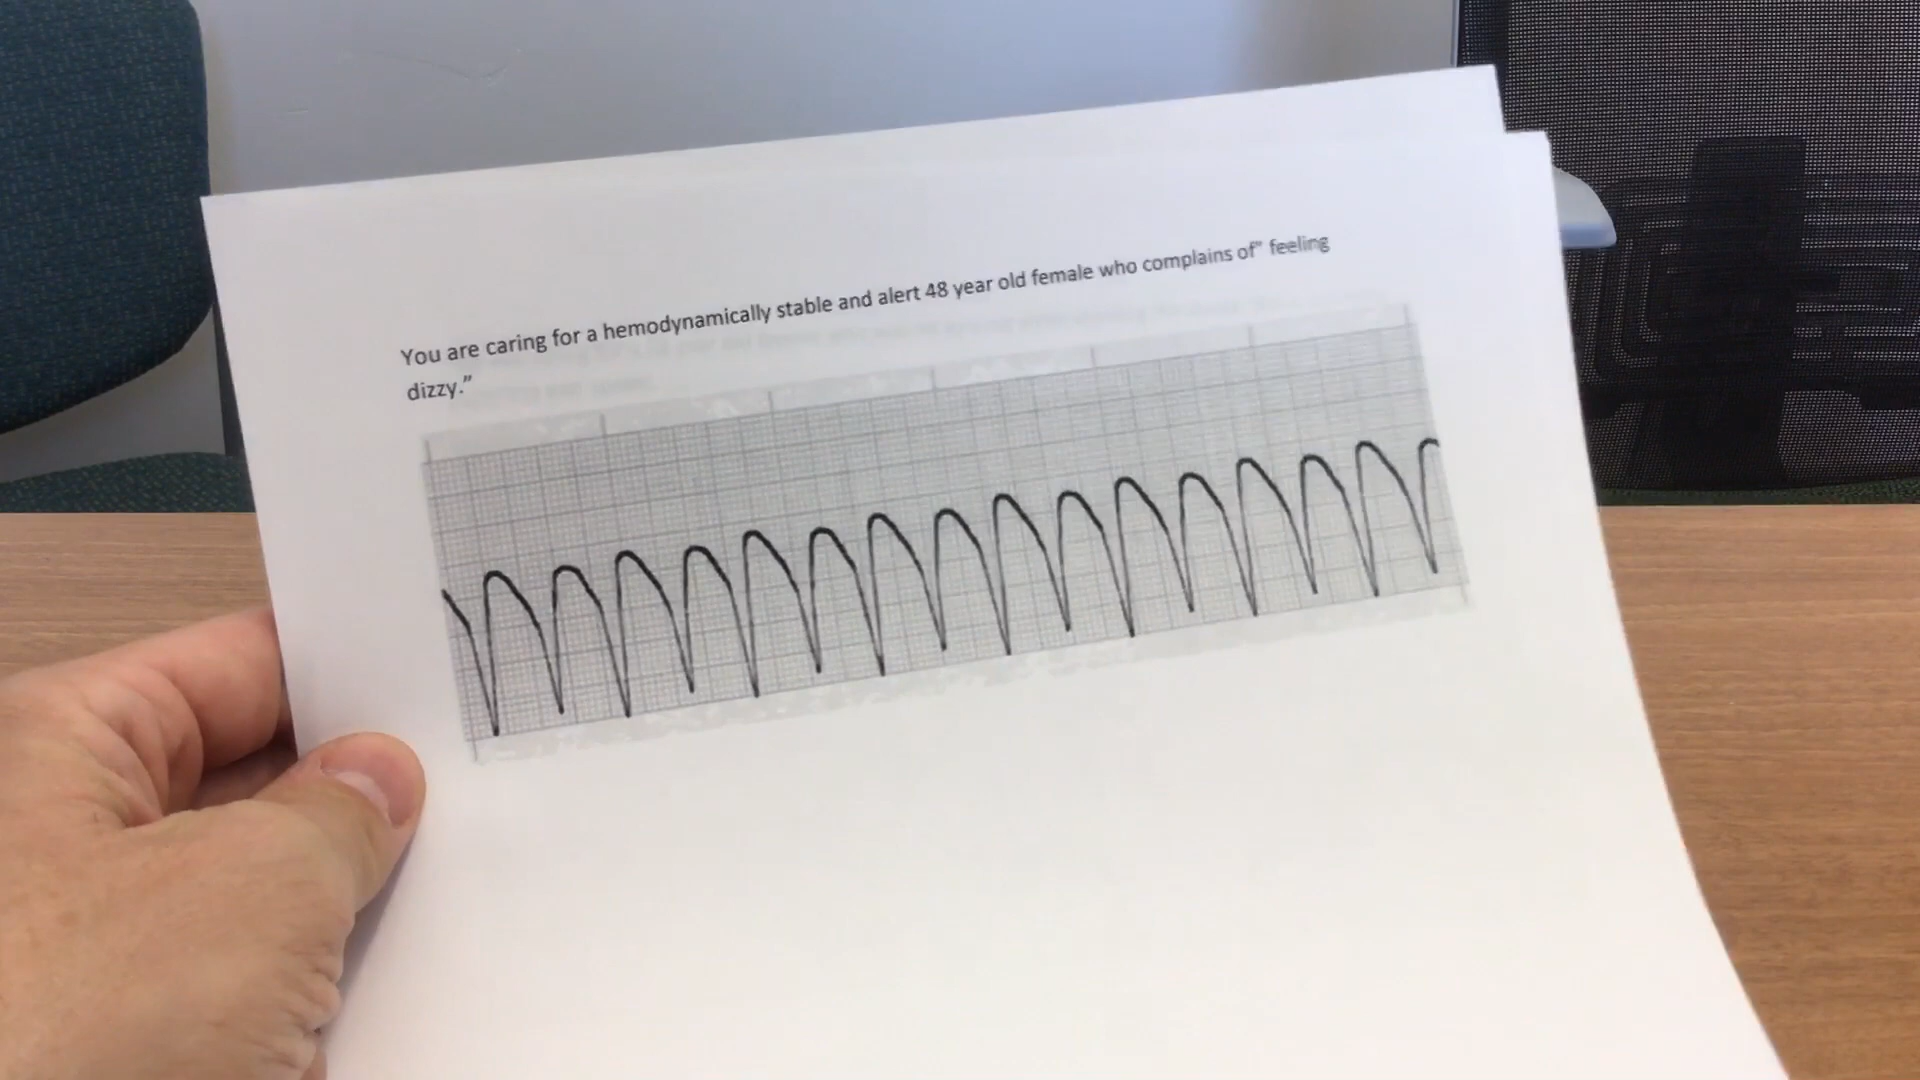 You are caring for a hemodynamically stable and alert 48 year old female who complains of" feeling
dizzy.”